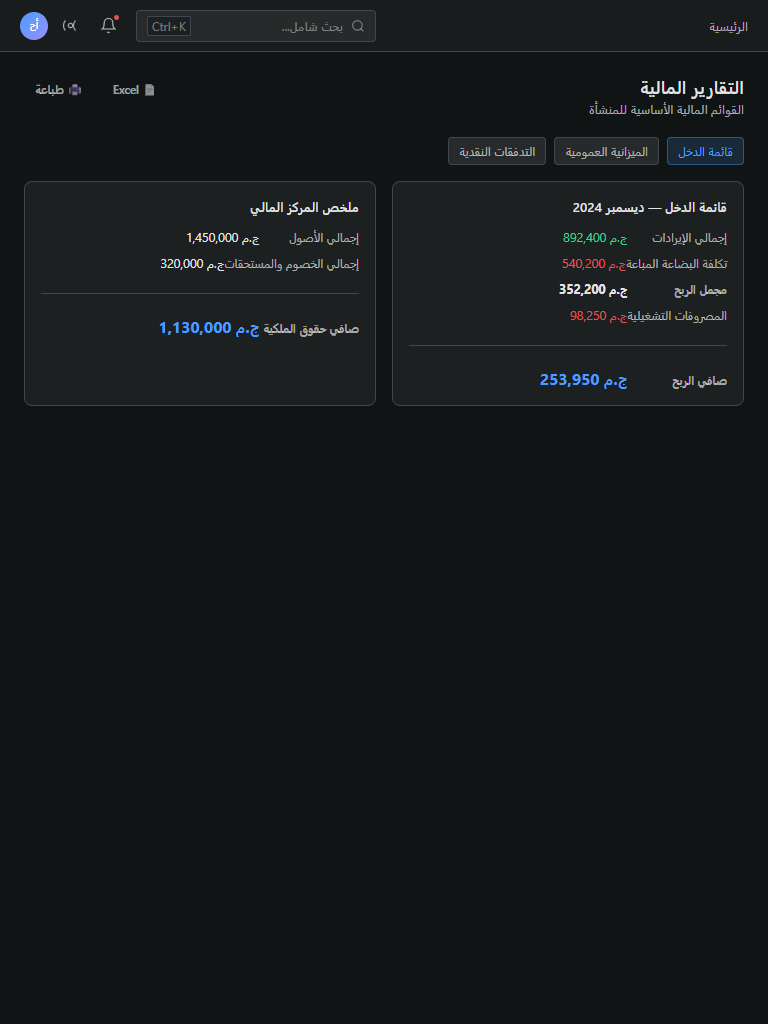 الرئيسية
بحث شامل...
Ctrl+K
أح
التقارير المالية
القوائم المالية الأساسية للمنشأة
Excel
طباعة
قائمة الدخل
الميزانية العمومية
التدفقات النقدية
قائمة الدخل — ديسمبر 2024
إجمالي الإيرادات ج.م 892,400
تكلفة البضاعة المباعة ج.م 540,200
مجمل الربح ج.م 352,200
المصروفات التشغيلية ج.م 98,250
صافي الربح ج.م 253,950
ملخص المركز المالي
إجمالي الأصول ج.م 1,450,000
إجمالي الخصوم والمستحقات ج.م 320,000
صافي حقوق الملكية ج.م 1,130,000